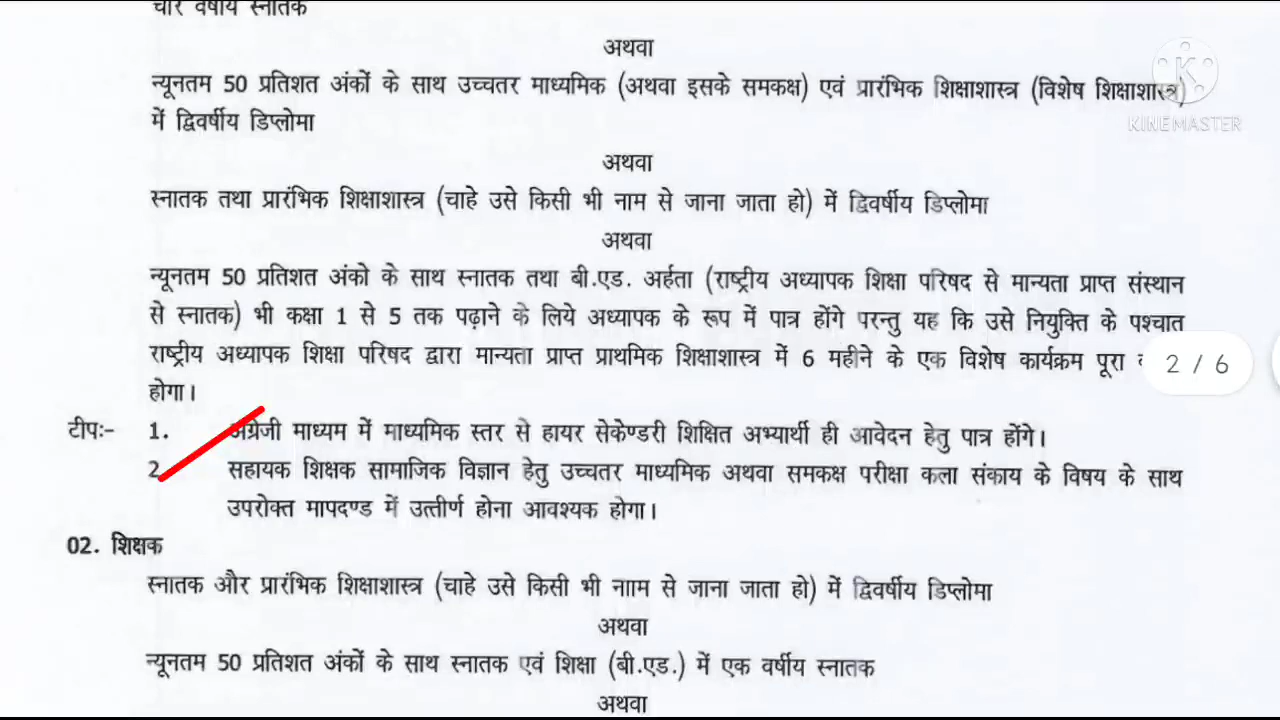 चार वर्षीय स्नातक
अथवा
न्यूनतम 50 प्रतिशत अंकों के साथ उच्चतर माध्यमिक (अथवा इसके समकक्ष) एवं प्रारंभिक शिक्षाशास्त्र (विशेष शिक्षाशास्त्र)
में द्विवर्षीय डिप्लोमा
KINEMASTER
अथवा
स्नातक तथा प्रारंभिक शिक्षाशास्त्र (चाहे उसे किसी भी नाम से जाना जाता हो) में द्विवर्षीय डिप्लोमा
अथवा
न्यूनतम 50 प्रतिशत अंको के साथ स्नातक तथा बी.एड. अर्हता (राष्ट्रीय अध्यापक शिक्षा परिषद से मान्यता प्राप्त संस्थान
से स्नातक) भी कक्षा 1 से 5 तक पढ़ाने के लिये अध्यापक के रूप में पात्र होंगे परन्तु यह कि उसे नियुक्ति के पश्चात
राष्ट्रीय अध्यापक शिक्षा परिषद द्वारा मान्यता प्राप्त प्राथमिक शिक्षाशास्त्र में 6 महीने के एक विशेष कार्यक्रम पूरा
2 / 6
होगा।
टीपः- 1. अंग्रेजी माध्यम में माध्यमिक स्तर से हायर सेकेण्डरी शिक्षित अभ्यार्थी ही आवेदन हेतु पात्र होंगे।
2 सहायक शिक्षक सामाजिक विज्ञान हेतु उच्चतर माध्यमिक अथवा समकक्ष परीक्षा कला संकाय के विषय के साथ
उपरोक्त मापदण्ड में उत्तीर्ण होना आवश्यक होगा।
02. शिक्षक
स्नातक और प्रारंभिक शिक्षाशास्त्र (चाहे उसे किसी भी नााम से जाना जाता हो) में द्विवर्षीय डिप्लोमा
अथवा
न्यूनतम 50 प्रतिशत अंकों के साथ स्नातक एवं शिक्षा (बी.एड.) में एक वर्षीय स्नातक
अथवा